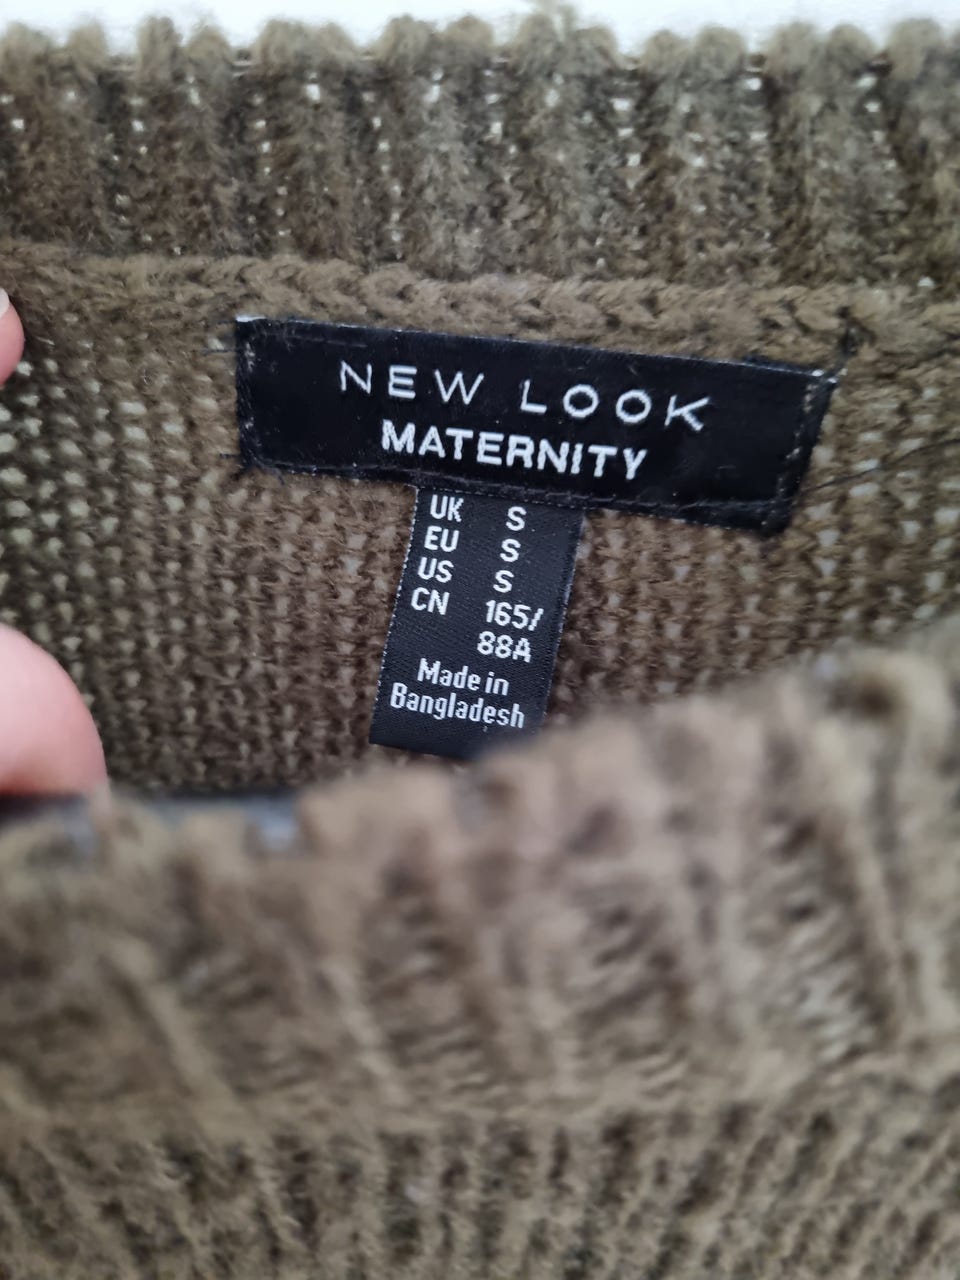 NEW LOOK
MATERNITY
UK S
EU S
US S
CN 165/
88A
Made in
Bangladesh